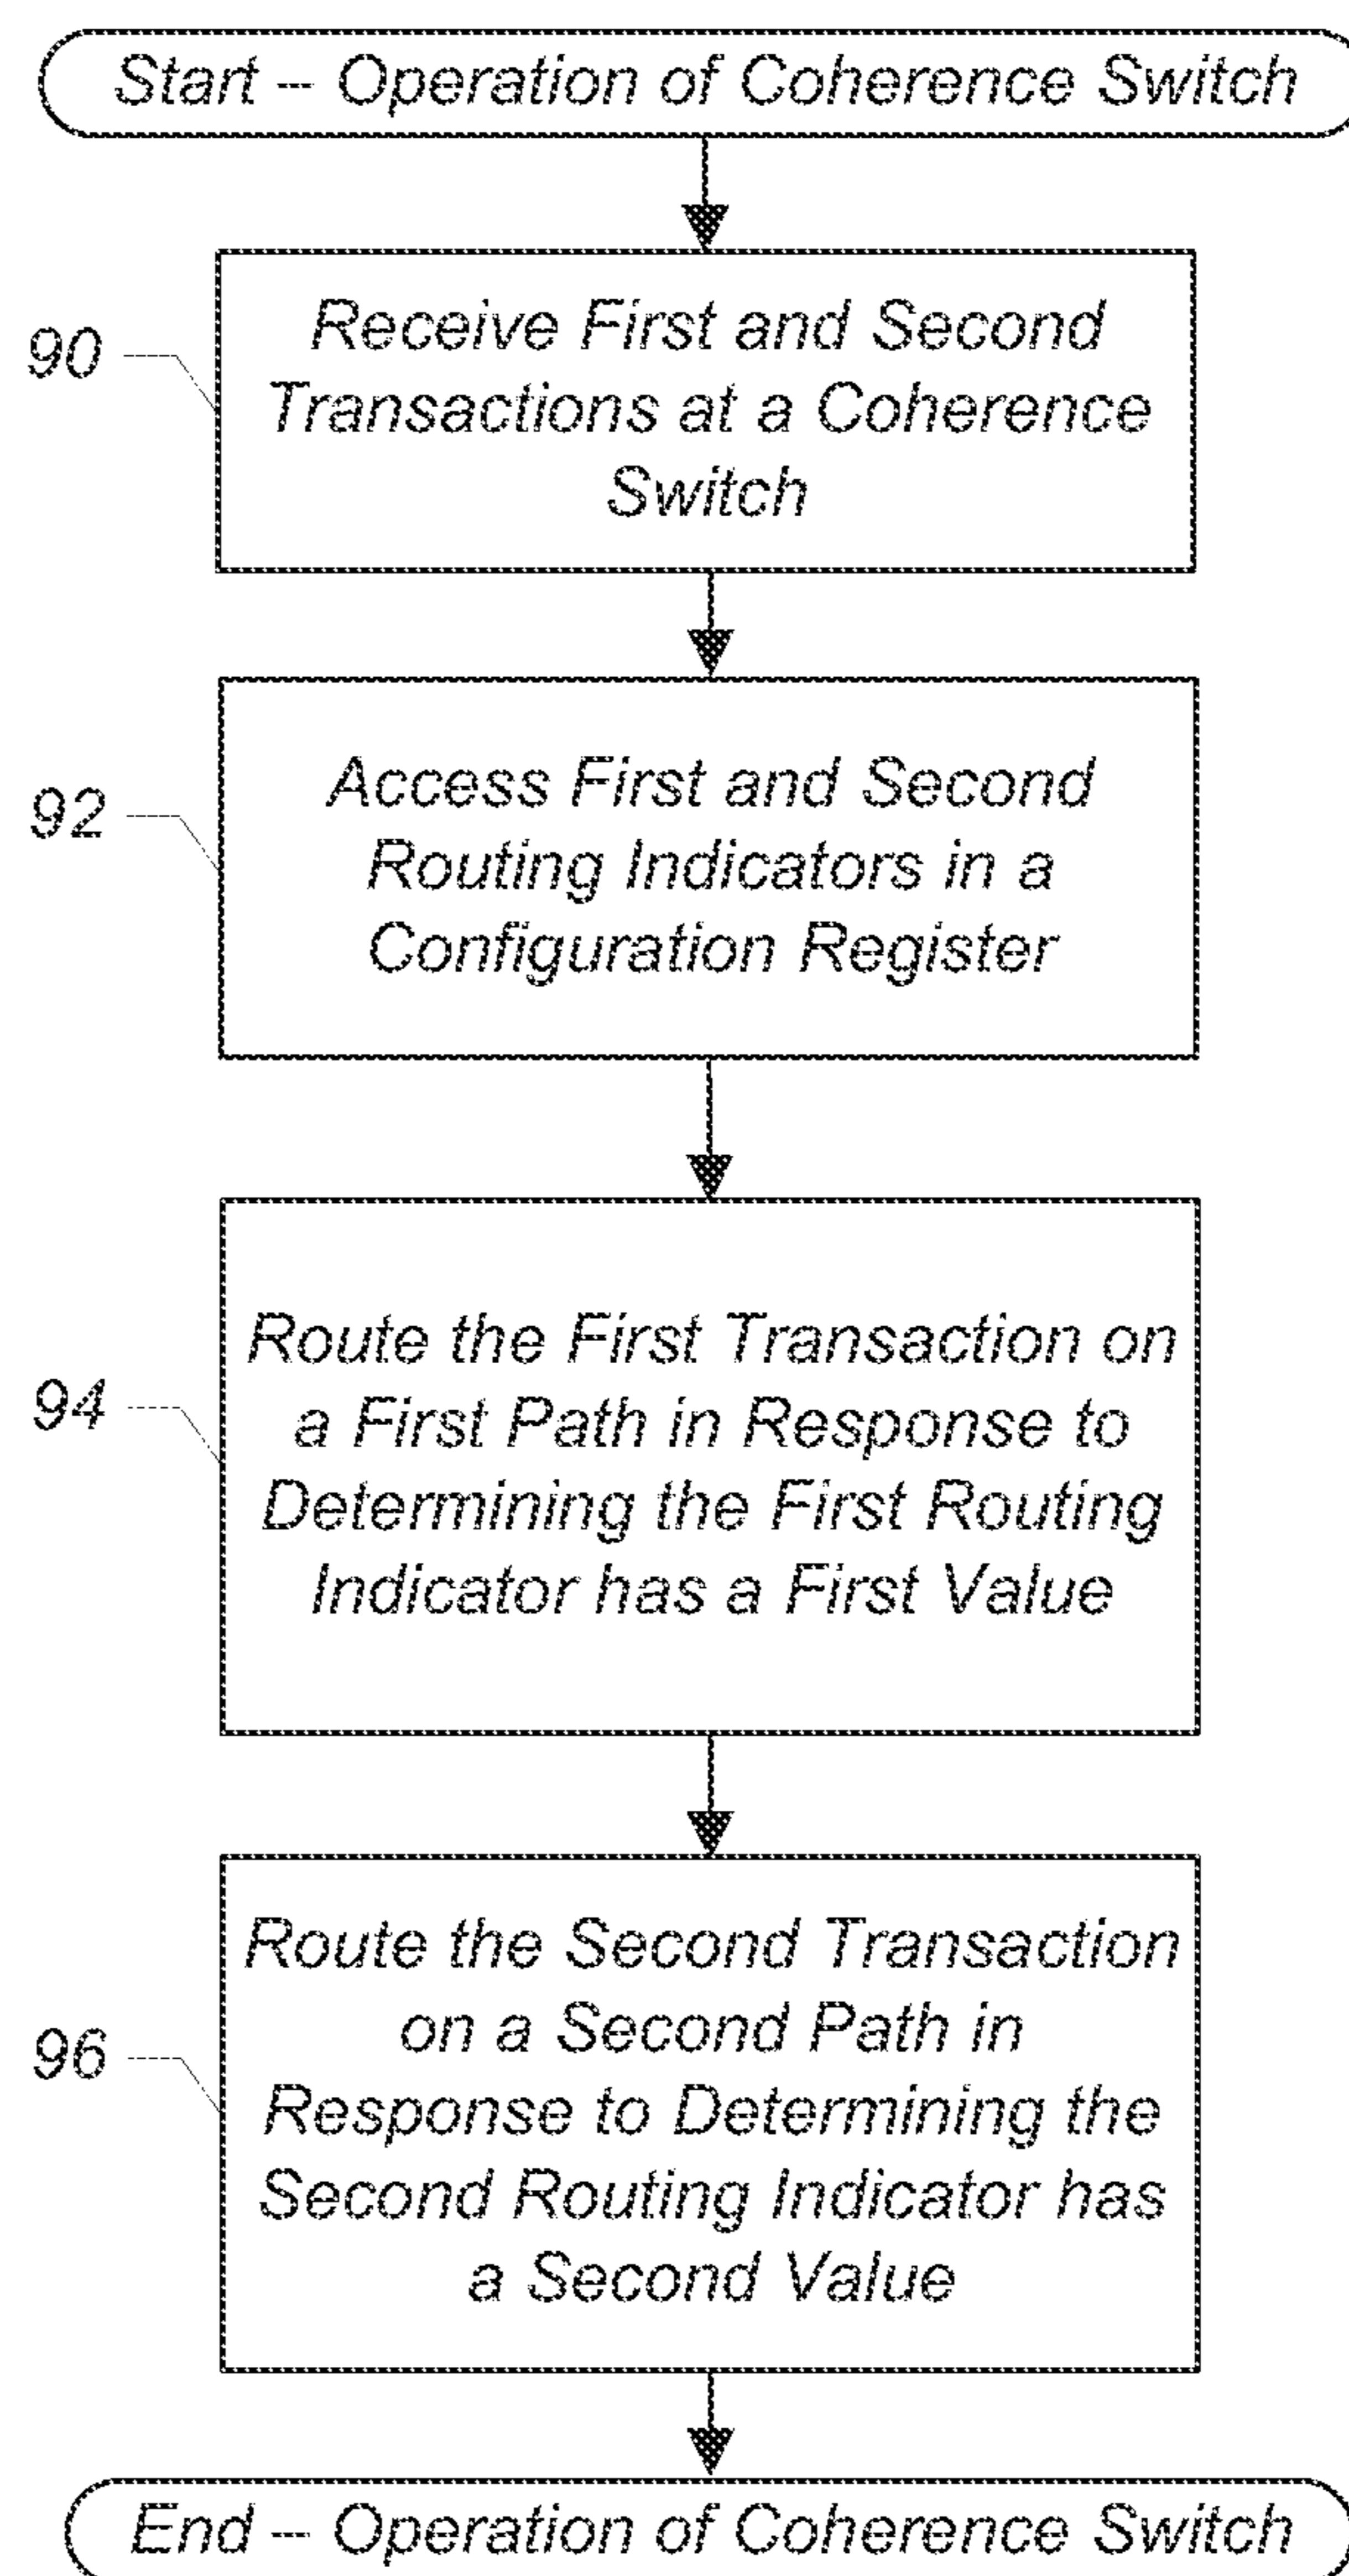 Start -- Operation of Coherence Switch
90
Receive First and Second
Transactions at a Coherence
Switch
92
Access First and Second
Routing Indicators in a
Configuration Register
94
Route the First Transaction on
a First Path in Response to
Determining the First Routing
Indicator has a First Value
96
Route the Second Transaction
on a Second Path in
Response to Determining the
Second Routing Indicator has
a Second Value
End -- Operation of Coherence Switch